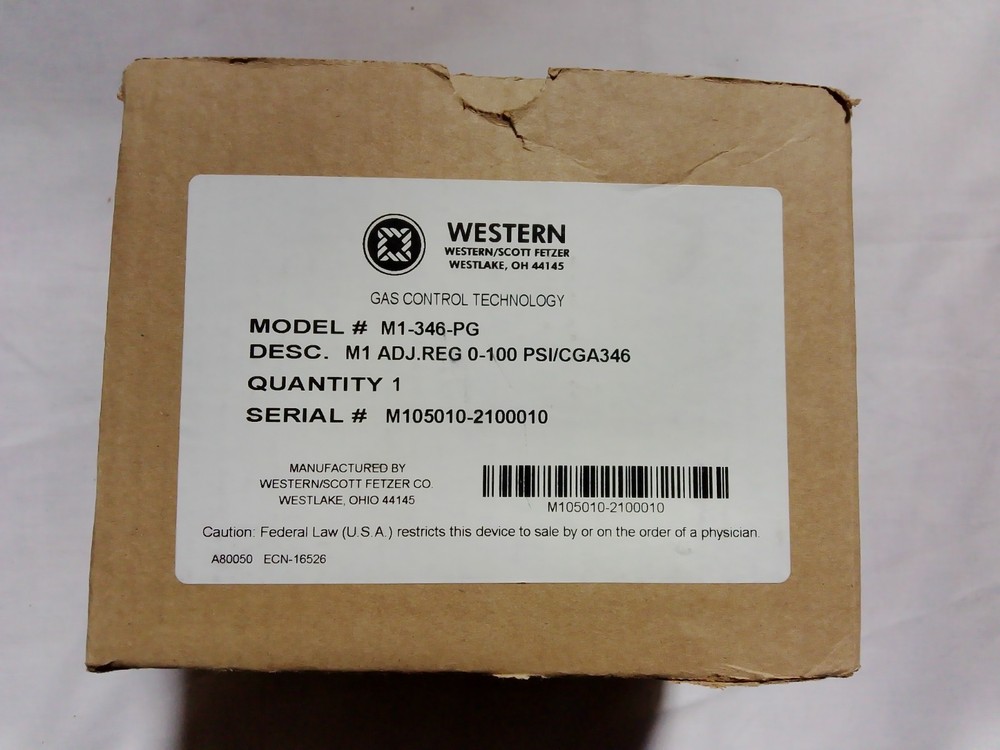 WESTERN
WESTERN/SCOTT FETZER
WESTLAKE, OH 44145
GAS CONTROL TECHNOLOGY
MODEL # M1-346-PG
DESC. M1 ADJ.REG 0-100 PSI/CGA346
QUANTITY 1
SERIAL # M105010-2100010
MANUFACTURED BY
WESTERN/SCOTT FETZER CO.
WESTLAKE, OHIO 44145
M105010-2100010
Caution: Federal Law (U.S.A.) restricts this device to sale by or on the order of a physician.
A80050 ECN-16526